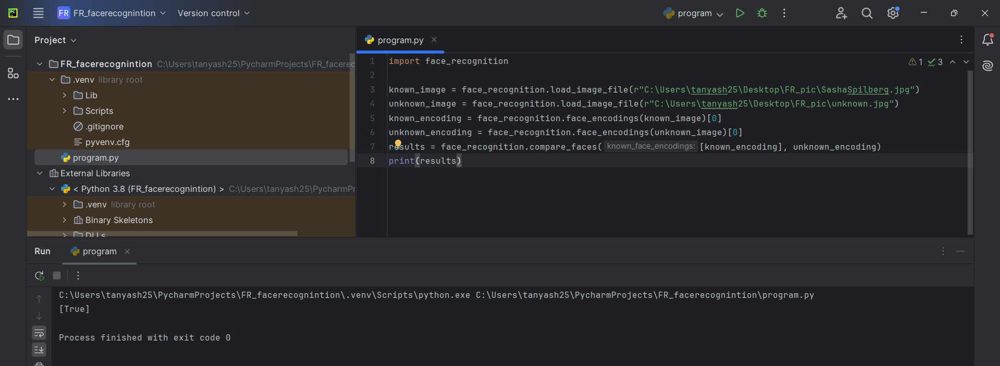 FR FR_facerecognintion Version control program
Project
program.py
FR_facerecognintion C:\Users\tanyash25\PycharmProjects\FR_facerec
.venv library root
Lib
Scripts
.gitignore
pyvenv.cfg
program.py
External Libraries
< Python 3.8 (FR_facerecognintion) > C:\Users\tanyash25\PycharmPr
.venv library root
Binary Skeletons
DLLs
1 import face_recognition
1 3
2
3 known_image = face_recognition.load_image_file(r"C:\Users\tanyash25\Desktop\FR_pic\SashaSpilberg.jpg")
4 unknown_image = face_recognition.load_image_file(r"C:\Users\tanyash25\Desktop\FR_pic\unknown.jpg")
5 known_encoding = face_recognition.face_encodings(known_image)[0]
6 unknown_encoding = face_recognition.face_encodings(unknown_image)[0]
7 results = face_recognition.compare_faces( known_face_encodings: [known_encoding], unknown_encoding)
8 print(results)
Run program
C:\Users\tanyash25\PycharmProjects\FR_facerecognintion\.venv\Scripts\python.exe C:\Users\tanyash25\PycharmProjects\FR_facerecognintion\program.py
[True]
Process finished with exit code 0